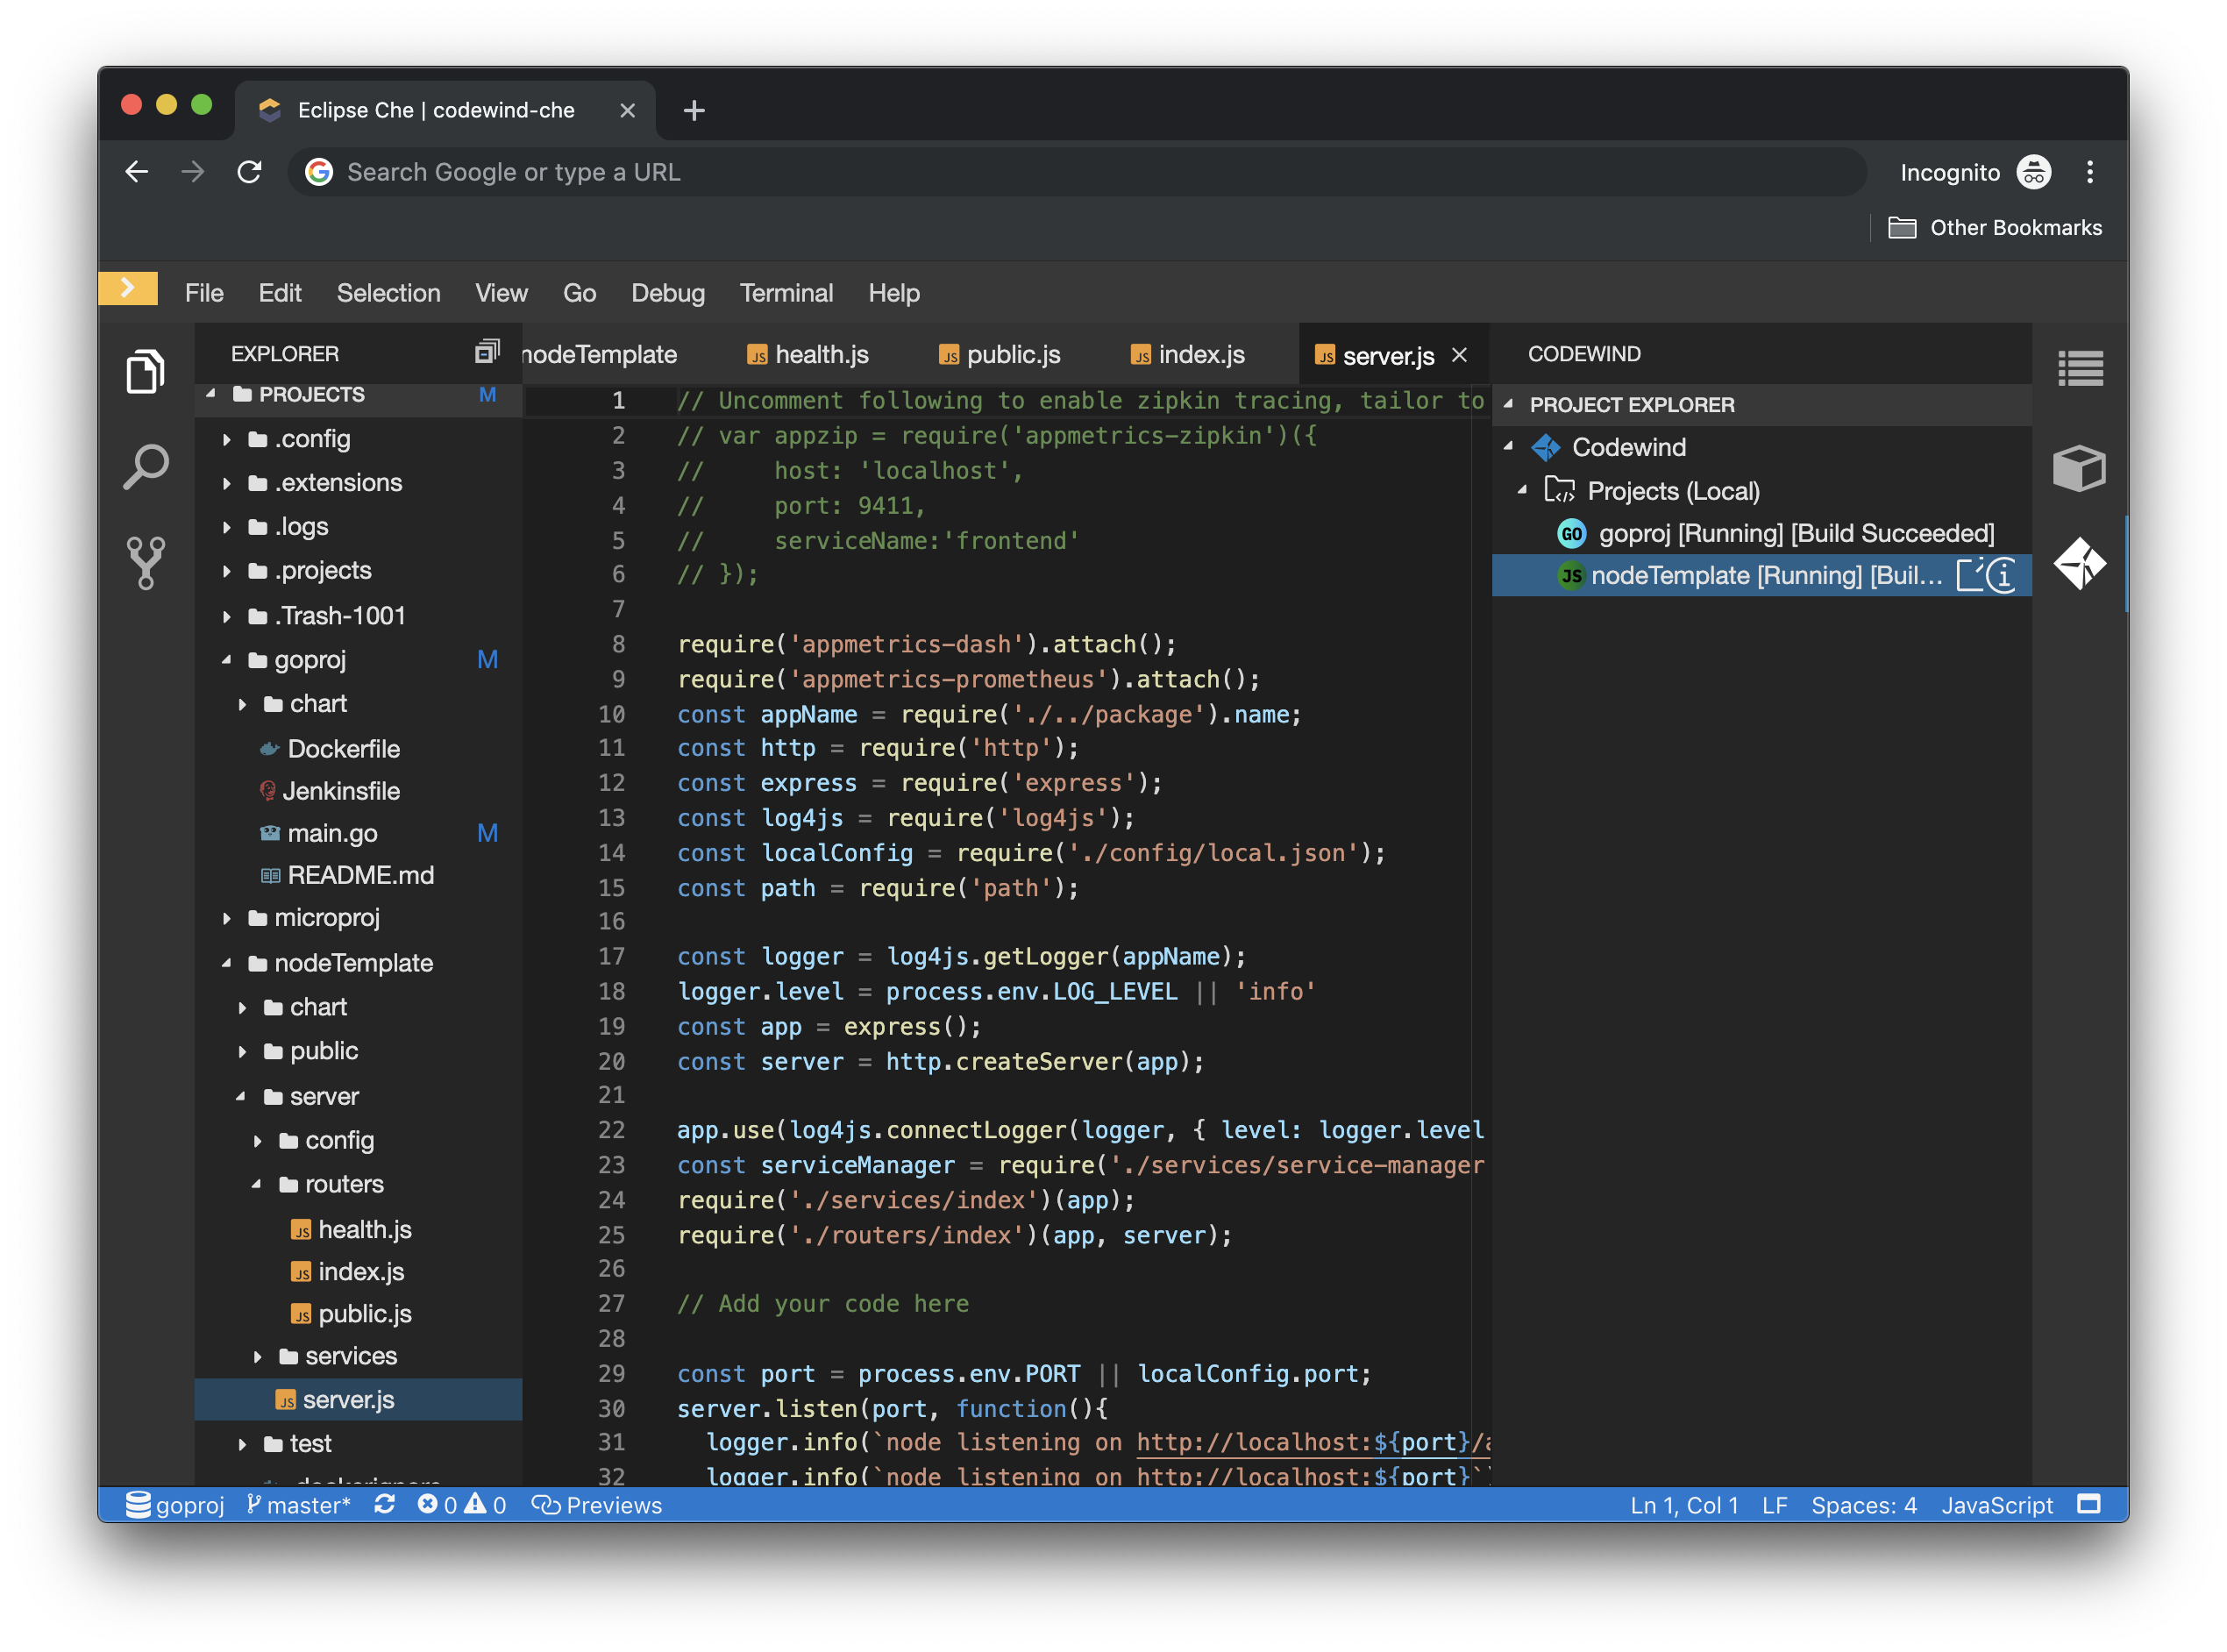 Eclipse Che | codewind-che
Search Google or type a URL
Incognito
Other Bookmarks
File Edit Selection View Go Debug Terminal Help
EXPLORER
PROJECTS M
.config
.extensions
.logs
.projects
.Trash-1001
goproj M
chart
Dockerfile
Jenkinsfile
main.go M
README.md
microproj
nodeTemplate
chart
public
server
config
routers
JS health.js
JS index.js
JS public.js
services
JS server.js
test
nodeTemplate JS health.js JS public.js JS index.js JS server.js
1 // Uncomment following to enable zipkin tracing, tailor to
2 // var appzip = require('appmetrics-zipkin')({
3 //     host: 'localhost',
4 //     port: 9411,
5 //     serviceName:'frontend'
6 // });
7
8 require('appmetrics-dash').attach();
9 require('appmetrics-prometheus').attach();
10 const appName = require('./../package').name;
11 const http = require('http');
12 const express = require('express');
13 const log4js = require('log4js');
14 const localConfig = require('./config/local.json');
15 const path = require('path');
16
17 const logger = log4js.getLogger(appName);
18 logger.level = process.env.LOG_LEVEL || 'info'
19 const app = express();
20 const server = http.createServer(app);
21
22 app.use(log4js.connectLogger(logger, { level: logger.level
23 const serviceManager = require('./services/service-manager
24 require('./services/index')(app);
25 require('./routers/index')(app, server);
26
27 // Add your code here
28
29 const port = process.env.PORT || localConfig.port;
30 server.listen(port, function(){
31   logger.info(`node listening on http://localhost:${port}/
32   logger.info(`node listening on http://localhost:${port}`
CODEWIND
PROJECT EXPLORER
Codewind
Projects (Local)
GO goproj [Running] [Build Succeeded]
JS nodeTemplate [Running] [Buil...
goproj master* 0 0 Previews
Ln 1, Col 1 LF Spaces: 4 JavaScript